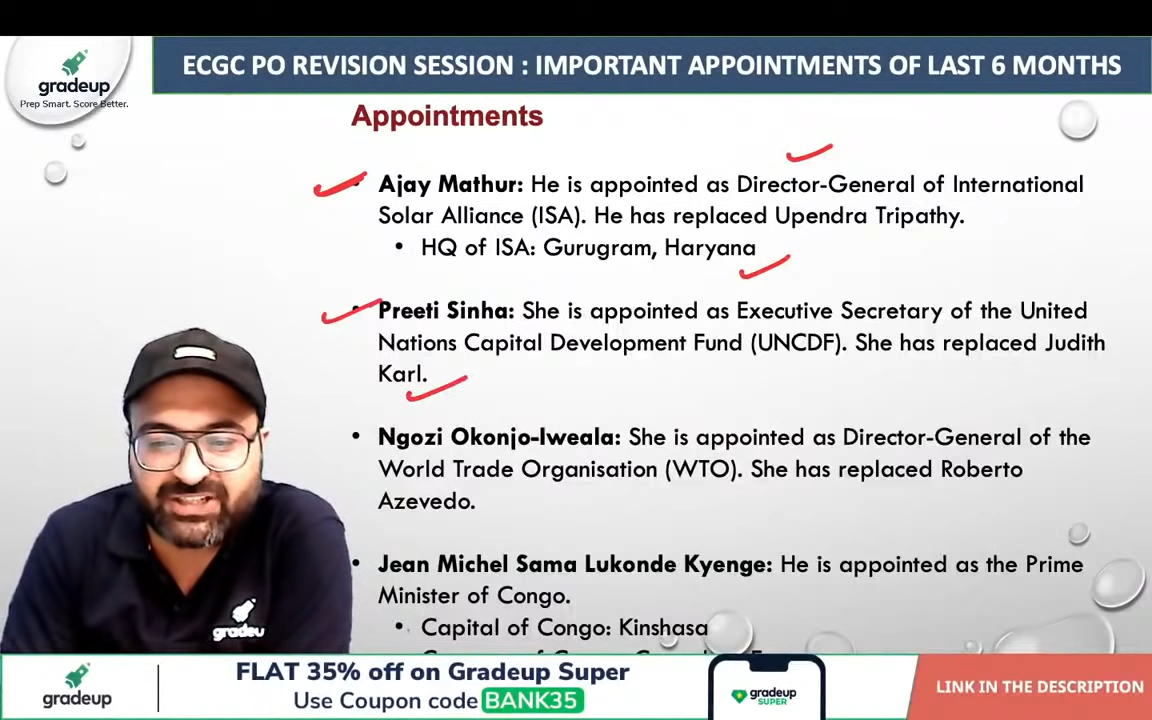 gradeup
Prep Smart. Score Better.
ECGC PO REVISION SESSION : IMPORTANT APPOINTMENTS OF LAST 6 MONTHS
Appointments
• Ajay Mathur: He is appointed as Director-General of International
Solar Alliance (ISA). He has replaced Upendra Tripathy.
• HQ of ISA: Gurugram, Haryana
• Preeti Sinha: She is appointed as Executive Secretary of the United
Nations Capital Development Fund (UNCDF). She has replaced Judith
Karl.
• Ngozi Okonjo-Iweala: She is appointed as Director-General of the
World Trade Organisation (WTO). She has replaced Roberto
Azevedo.
• Jean Michel Sama Lukonde Kyenge: He is appointed as the Prime
Minister of Congo.
• Capital of Congo: Kinshasa
gradeu
gradeup
FLAT 35% off on Gradeup Super
Use Coupon code BANK35
gradeup
SUPER
LINK IN THE DESCRIPTION